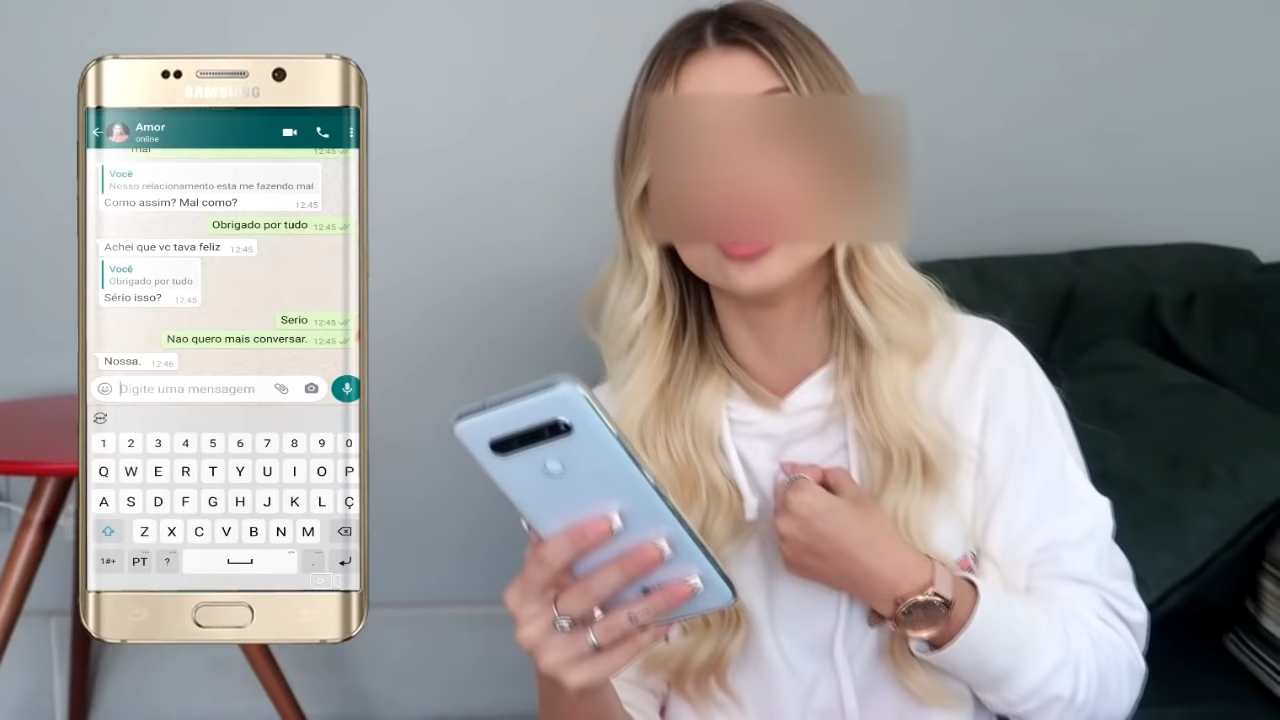 SAMSUNG
Amor
online
mal
12:45
Você
Nosso relacionamento esta me fazendo mal
Como assim? Mal como? 12:45
Obrigado por tudo 12:45
Achei que vc tava feliz 12:45
Você
Obrigado por tudo
Sério isso? 12:45
Serio 12:45
Nao quero mais conversar. 12:45
Nossa. 12:46
Digite uma mensagem
1 2 3 4 5 6 7 8 9 0
Q W E R T Y U I O P
A S D F G H J K L Ç
Z X C V B N M
1#+ PT ? .